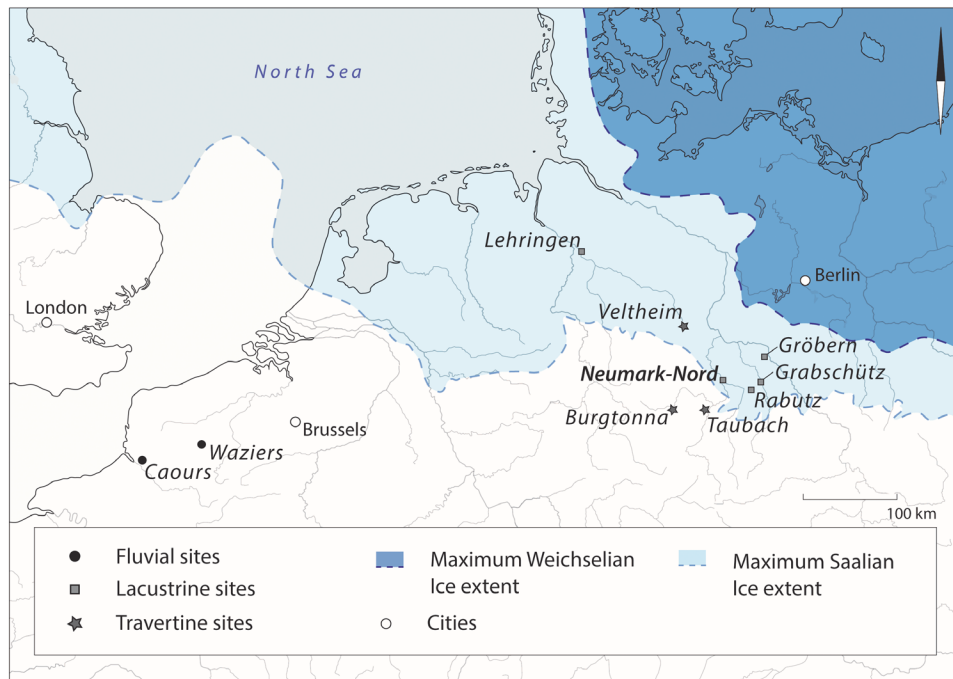 North Sea
Lehringen
Berlin
London
Veltheim
Gröbern
Neumark-Nord
Grabschütz
Rabutz
Burgtonna
Taubach
Brussels
Waziers
Caours
100 km
Fluvial sites
Lacustrine sites
Travertine sites
Maximum Weichselian
Ice extent
Cities
Maximum Saalian
Ice extent